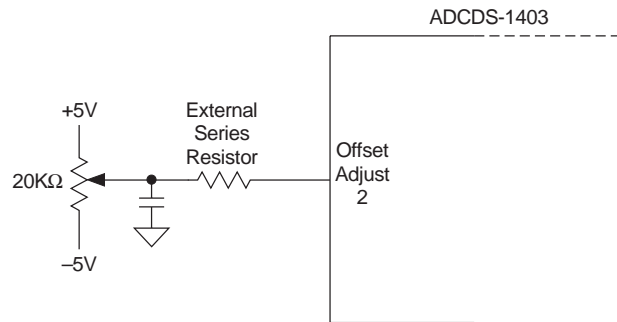 ADCDS-1403
+5V
External
Series
Resistor
20KΩ
Offset
Adjust
2
–5V